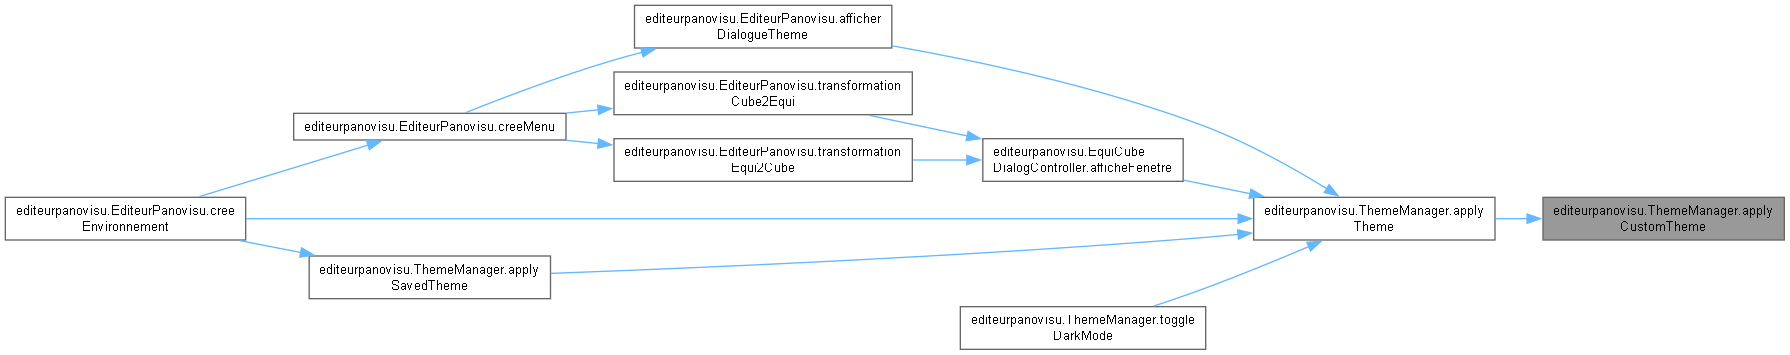 editeurpanovisu.EditeurPanovisu.afficher
DialogueTheme
editeurpanovisu.EditeurPanovisu.transformation
Cube2Equi
editeurpanovisu.EditeurPanovisu.creeMenu
editeurpanovisu.EditeurPanovisu.transformation
Equi2Cube
editeurpanovisu.EquiCube
DialogController.afficheFenetre
editeurpanovisu.EditeurPanovisu.cree
Environnement
editeurpanovisu.ThemeManager.apply
Theme
editeurpanovisu.ThemeManager.apply
CustomTheme
editeurpanovisu.ThemeManager.apply
SavedTheme
editeurpanovisu.ThemeManager.toggle
DarkMode